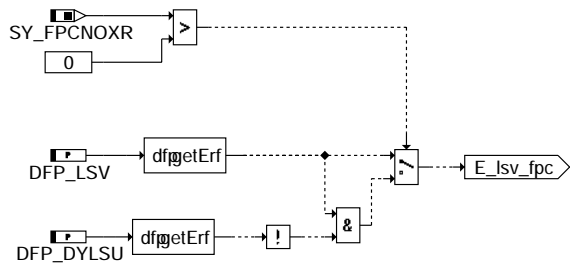 SY_FPCNOXR
>
0
P
dfpgetErf
DFP_LSV
E_lsv_fpc
&
P
dfpgetErf
!
DFP_DYLSU